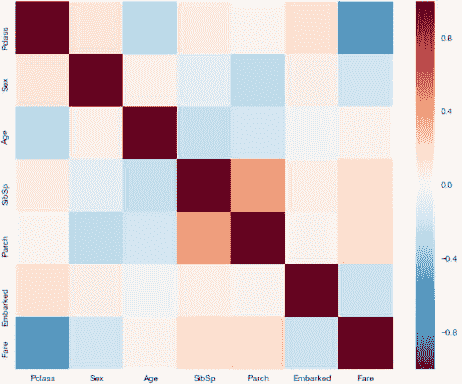 Pclass
Sex
Age
SibSp
Parch
Embarked
Fare
Pclass Sex Age SibSp Parch Embarked Fare
0.8
0.4
0.0
-0.4
-0.8